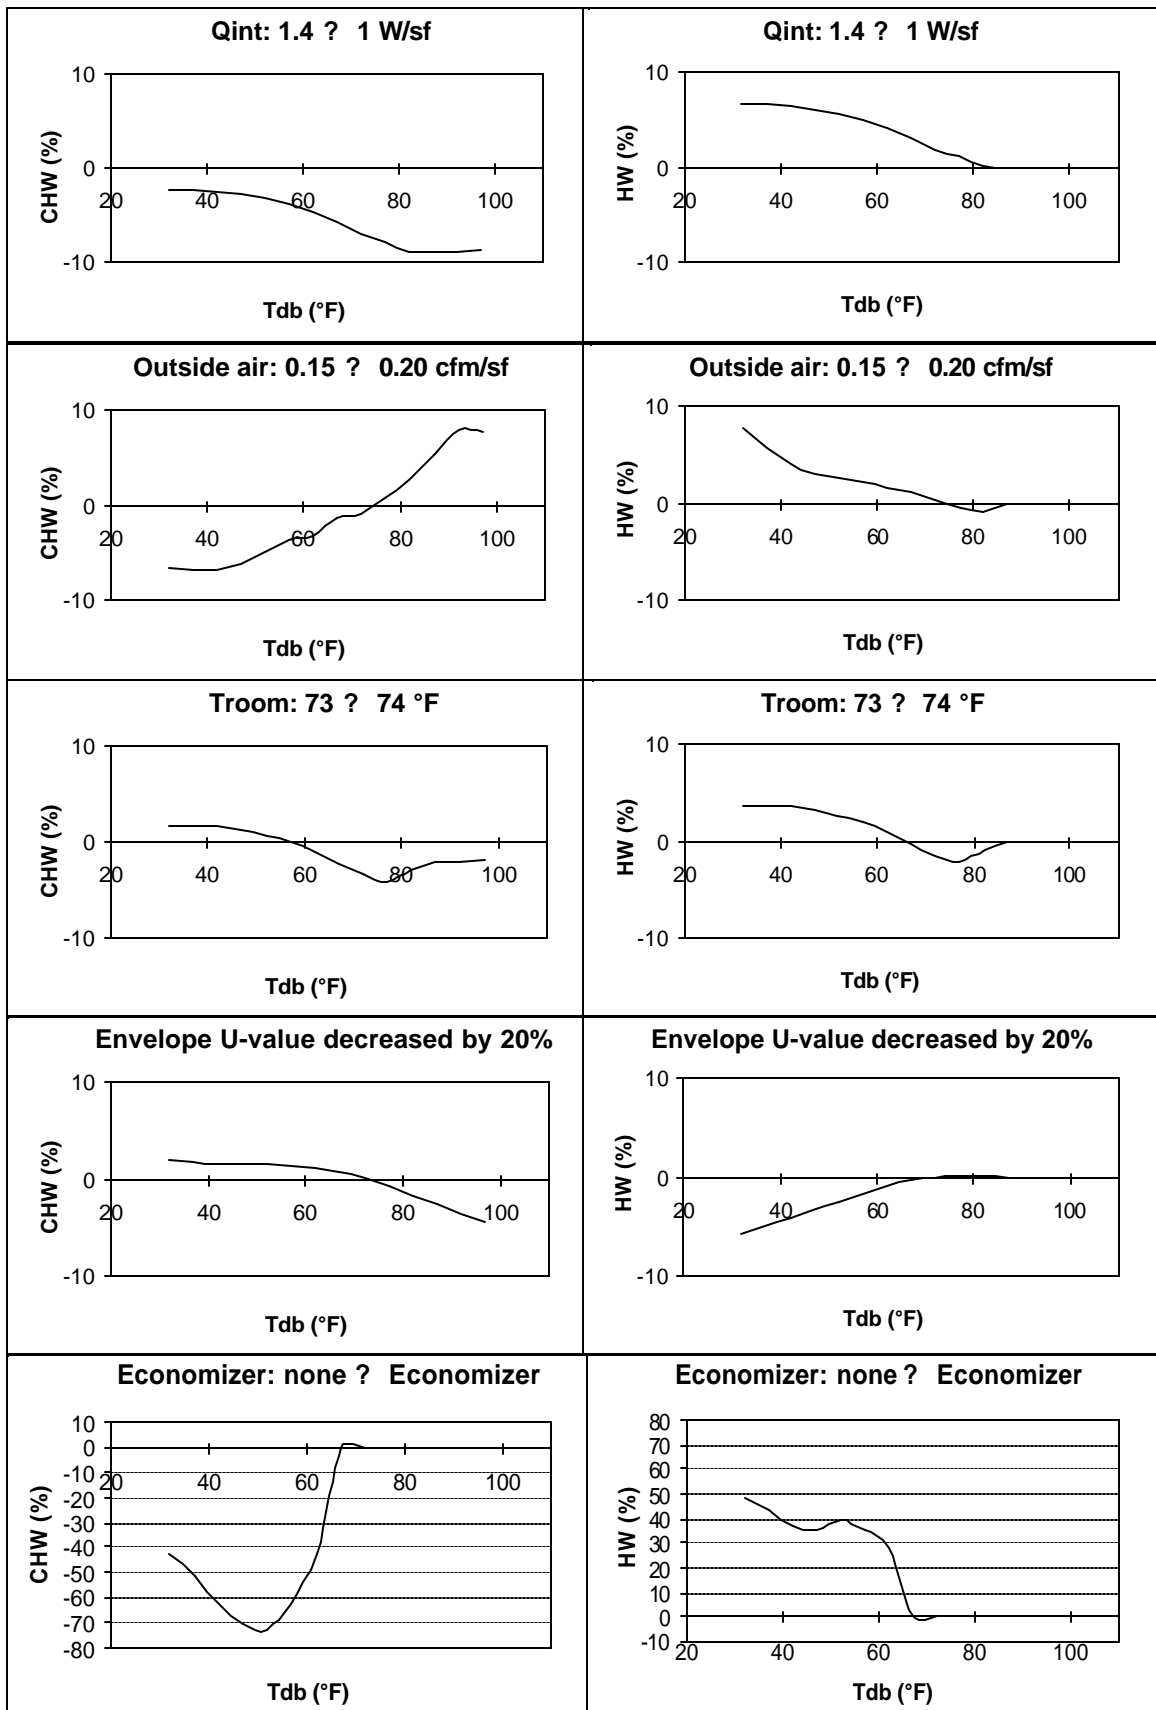 Qint: 1.4 ? 1 W/sf
10
0
-10
20 40 60 80 100
CHW (%)
Tdb (°F)
Qint: 1.4 ? 1 W/sf
10
0
-10
20 40 60 80 100
HW (%)
Tdb (°F)
Outside air: 0.15 ? 0.20 cfm/sf
10
0
-10
20 40 60 80 100
CHW (%)
Tdb (°F)
Outside air: 0.15 ? 0.20 cfm/sf
10
0
-10
20 40 60 80 100
HW (%)
Tdb (°F)
Troom: 73 ? 74 °F
10
0
-10
20 40 60 80 100
CHW (%)
Tdb (°F)
Troom: 73 ? 74 °F
10
0
-10
20 40 60 80 100
HW (%)
Tdb (°F)
Envelope U-value decreased by 20%
10
0
-10
20 40 60 80 100
CHW (%)
Tdb (°F)
Envelope U-value decreased by 20%
10
0
-10
20 40 60 80 100
HW (%)
Tdb (°F)
Economizer: none ? Economizer
10
0
-10
-20
-30
-40
-50
-60
-70
-80
20 40 60 80 100
CHW (%)
Tdb (°F)
Economizer: none ? Economizer
80
70
60
50
40
30
20
10
0
-10
20 40 60 80 100
HW (%)
Tdb (°F)